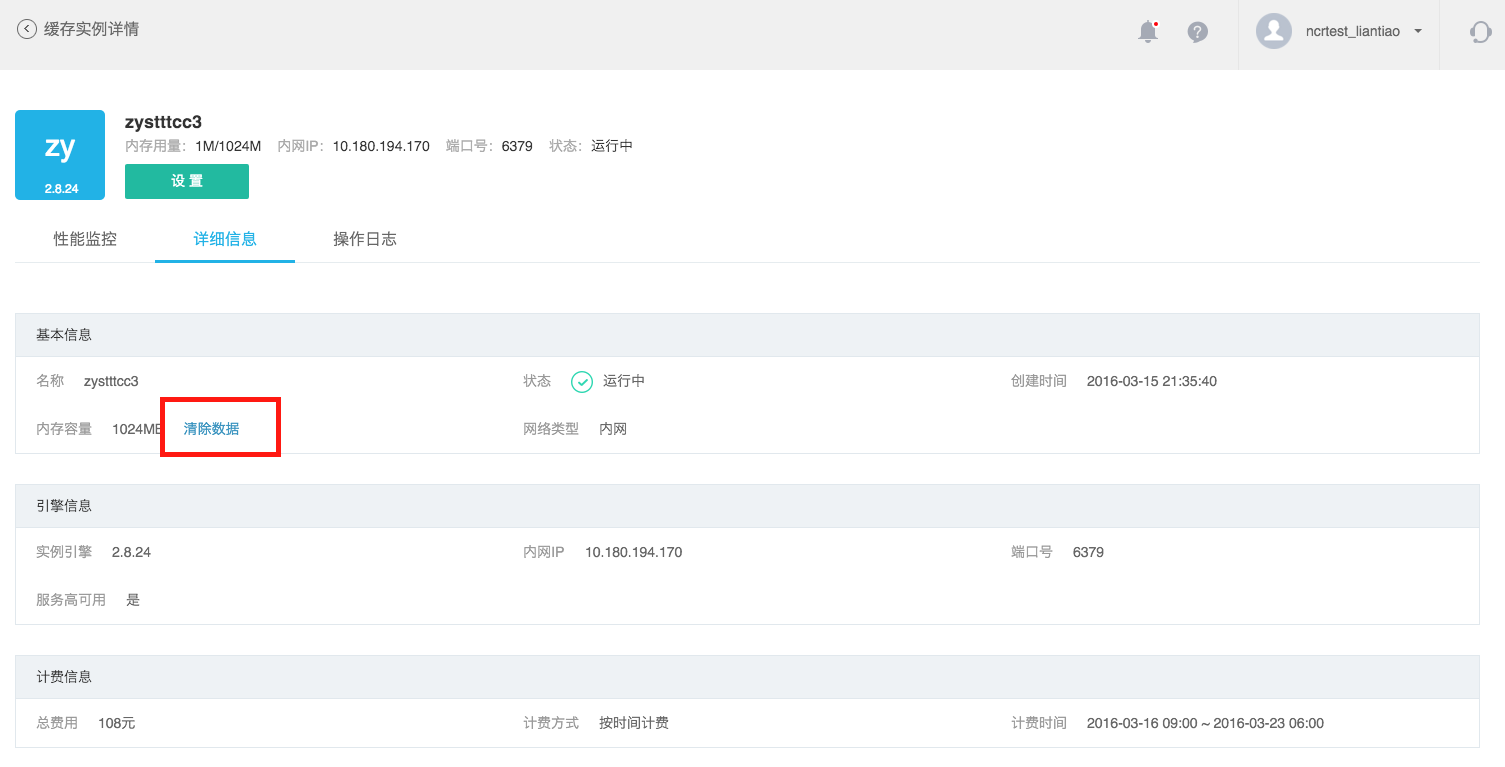 缓存实例详情
ncrtest_liantiao
zy
2.8.24
zystttcc3
内存用量: 1M/1024M 内网IP: 10.180.194.170 端口号: 6379 状态: 运行中
设 置
性能监控 详细信息 操作日志
基本信息
名称 zystttcc3 状态 运行中 创建时间 2016-03-15 21:35:40
内存容量 1024MB 清除数据 网络类型 内网
引擎信息
实例引擎 2.8.24 内网IP 10.180.194.170 端口号 6379
服务高可用 是
计费信息
总费用 108元 计费方式 按时间计费 计费时间 2016-03-16 09:00 ~ 2016-03-23 06:00